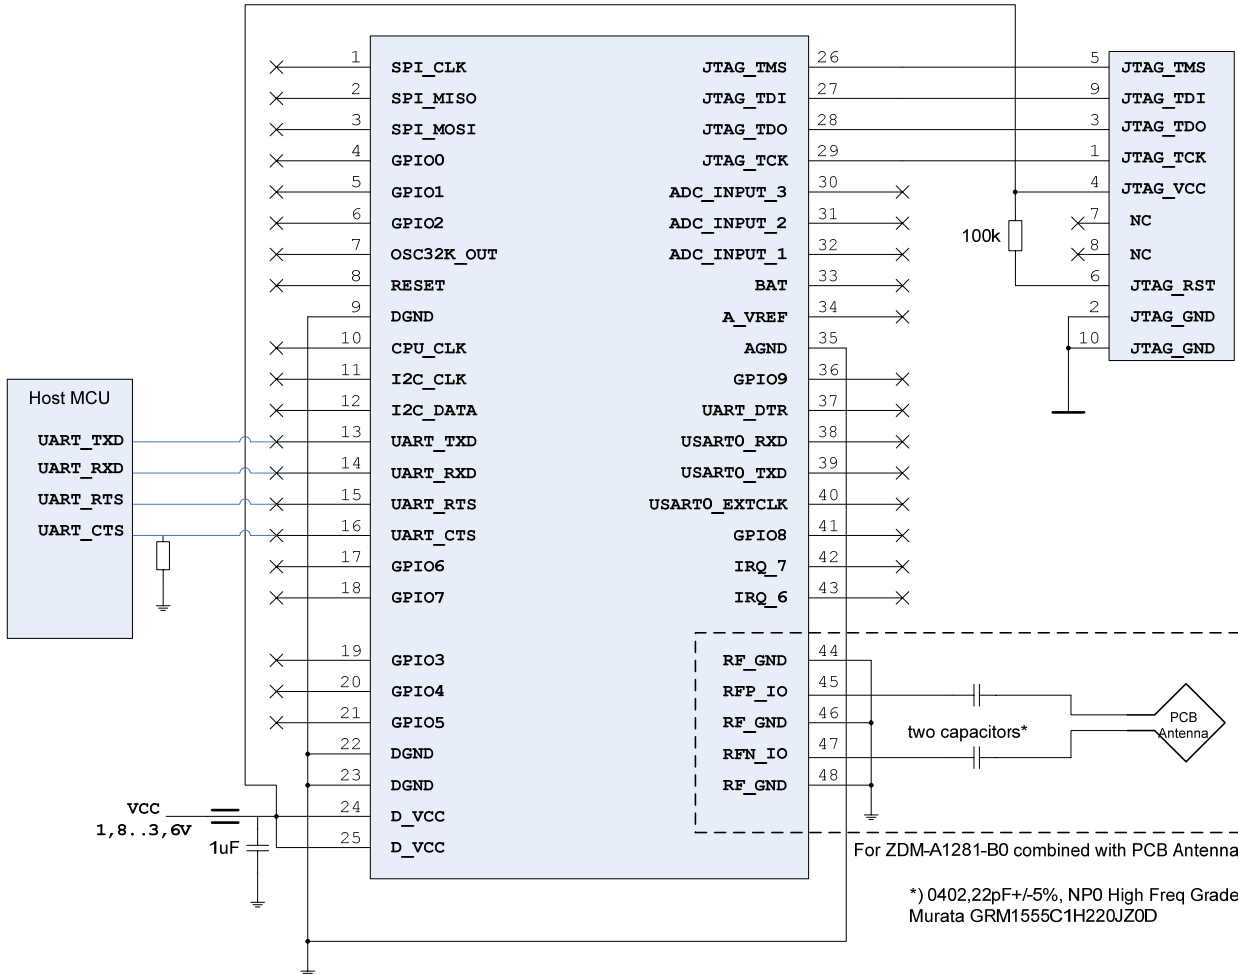 1 SPI_CLK JTAG_TMS 26 5 JTAG_TMS
2 SPI_MISO JTAG_TDI 27 9 JTAG_TDI
3 SPI_MOSI JTAG_TDO 28 3 JTAG_TDO
4 GPIO0 JTAG_TCK 29 1 JTAG_TCK
5 GPIO1 ADC_INPUT_3 30 4 JTAG_VCC
6 GPIO2 ADC_INPUT_2 31 7 NC
100k
7 OSC32K_OUT ADC_INPUT_1 32 8 NC
8 RESET BAT 33 6 JTAG_RST
9 DGND A_VREF 34 2 JTAG_GND
10 CPU_CLK AGND 35 10 JTAG_GND
11 I2C_CLK GPIO9 36
Host MCU
12 I2C_DATA UART_DTR 37
UART_TXD 13 UART_TXD USART0_RXD 38
UART_RXD 14 UART_RXD USART0_TXD 39
UART_RTS 15 UART_RTS USART0_EXTCLK 40
UART_CTS 16 UART_CTS GPIO8 41
17 GPIO6 IRQ_7 42
18 GPIO7 IRQ_6 43
19 GPIO3 RF_GND 44
20 GPIO4 RFP_IO 45
21 GPIO5 RF_GND 46
two capacitors*
PCB
Antenna
22 DGND RFN_IO 47
23 DGND RF_GND 48
VCC 24 D_VCC
1,8..3,6V
1uF 25 D_VCC
For ZDM-A1281-B0 combined with PCB Antenna
*) 0402,22pF+/-5%, NP0 High Freq Grade
Murata GRM1555C1H220JZ0D